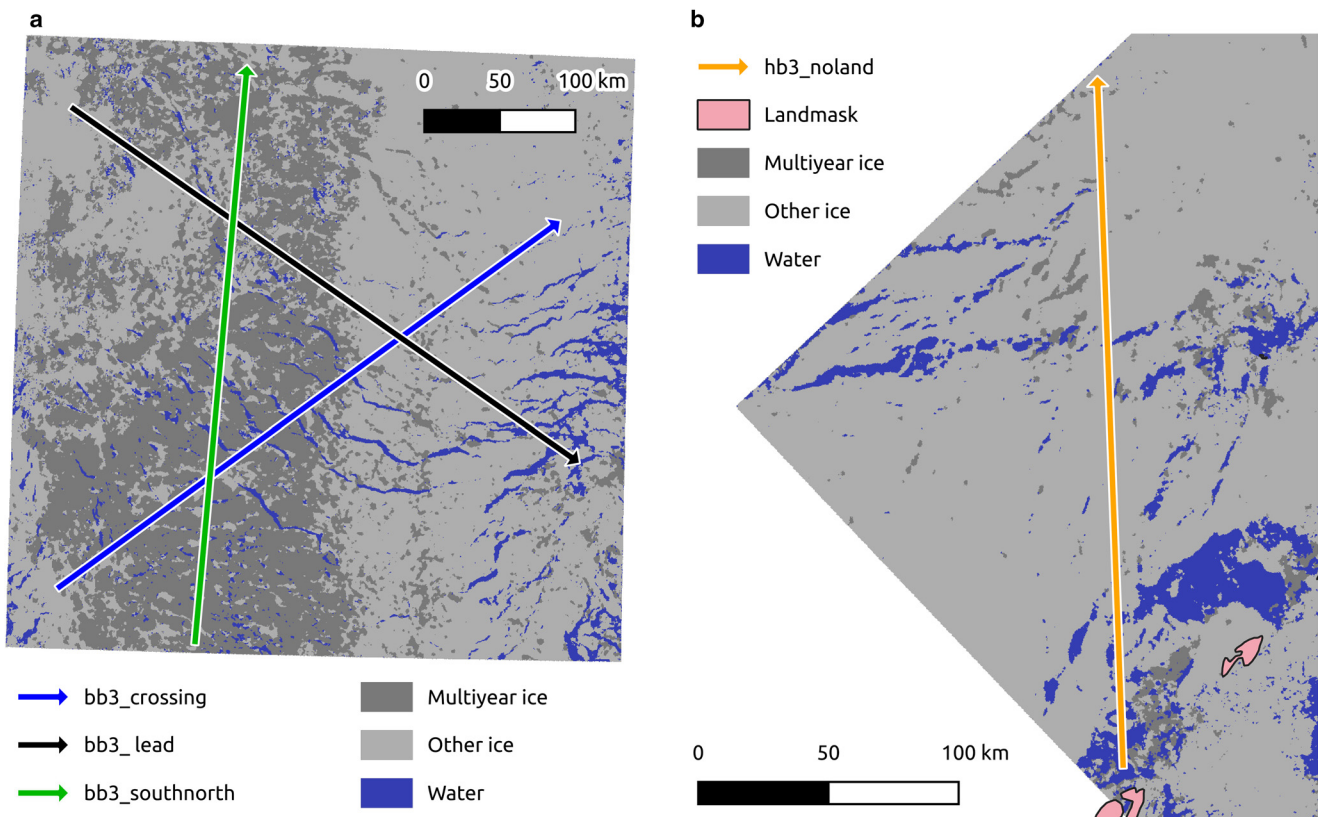 a
0 50 100 km
bb3_crossing
bb3_ lead
bb3_southnorth
Multiyear ice
Other ice
Water
b
hb3_noland
Landmask
Multiyear ice
Other ice
Water
0 50 100 km